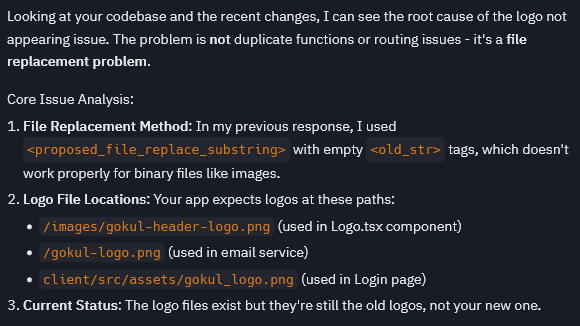 Looking at your codebase and the recent changes, I can see the root cause of the logo not
appearing issue. The problem is not duplicate functions or routing issues - it's a file
replacement problem.
Core Issue Analysis:
1. File Replacement Method: In my previous response, I used
<proposed_file_replace_substring> with empty <old_str> tags, which doesn't
work properly for binary files like images.
2. Logo File Locations: Your app expects logos at these paths:
• /images/gokul-header-logo.png (used in Logo.tsx component)
• /gokul-logo.png (used in email service)
• client/src/assets/gokul_logo.png (used in Login page)
3. Current Status: The logo files exist but they're still the old logos, not your new one.